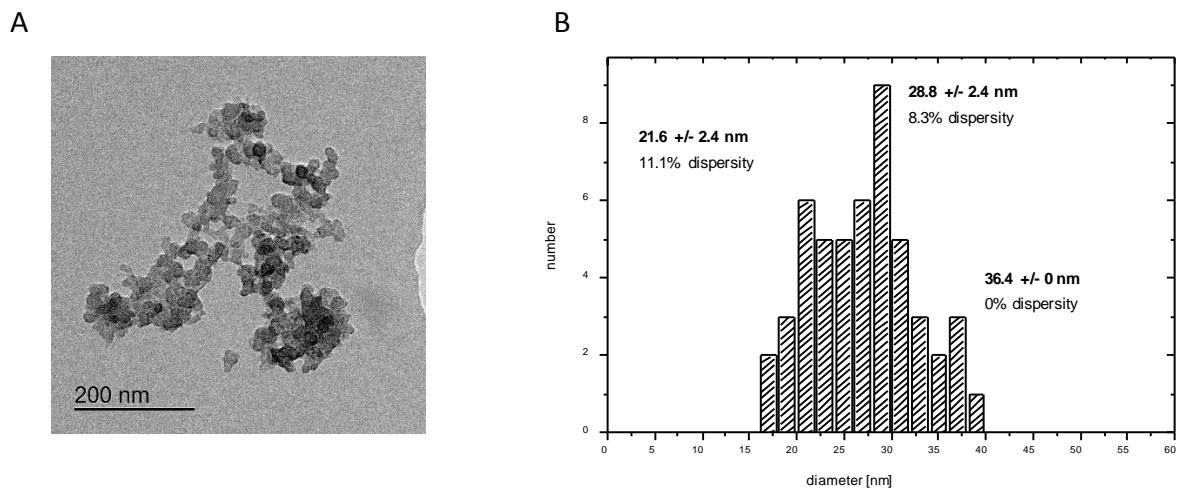 A
200 nm
B
28.8 +/- 2.4 nm
8.3% dispersity
21.6 +/- 2.4 nm
11.1% dispersity
36.4 +/- 0 nm
0% dispersity
number
8
6
4
2
0
0 5 10 15 20 25 30 35 40 45 50 55 60
diameter [nm]